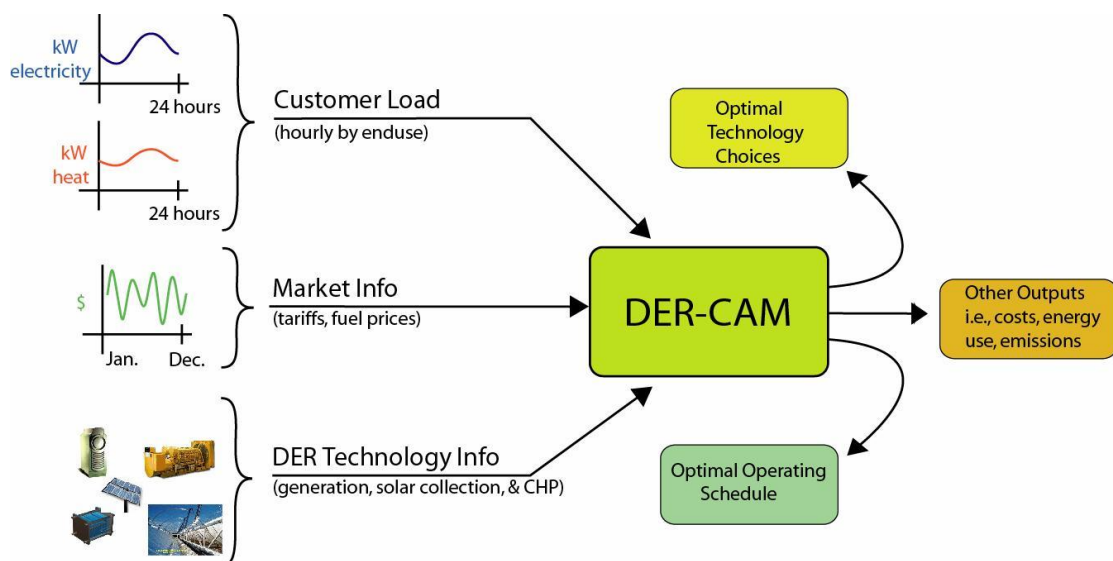 kW
electricity
24 hours
kW
heat
24 hours
Customer Load
(hourly by enduse)
$
Jan.
Dec.
Market Info
(tariffs, fuel prices)
DER Technology Info
(generation, solar collection, & CHP)
DER-CAM
Optimal
Technology
Choices
Other Outputs
i.e., costs, energy
use, emissions
Optimal Operating
Schedule